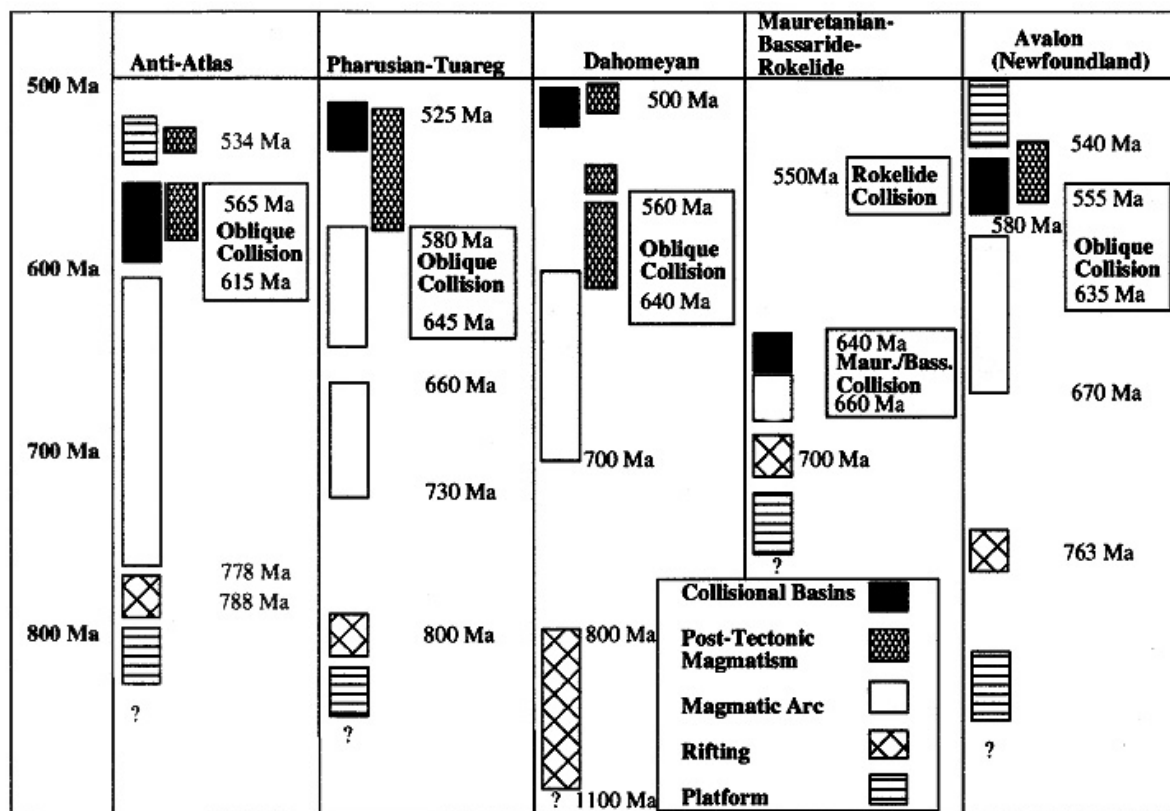 Anti-Atlas
Pharusian-Tuareg
Dahomeyan
Mauretanian-
Bassaride-
Rokelide
Avalon
(Newfoundland)
500 Ma
600 Ma
700 Ma
800 Ma
534 Ma
565 Ma
Oblique
Collision
615 Ma
778 Ma
788 Ma
?
525 Ma
580 Ma
Oblique
Collision
645 Ma
660 Ma
730 Ma
800 Ma
?
500 Ma
560 Ma
Oblique
Collision
640 Ma
700 Ma
800 Ma
? 1100 Ma
550Ma
Rokelide
Collision
640 Ma
Maur./Bass.
Collision
660 Ma
700 Ma
?
540 Ma
555 Ma
580 Ma
Oblique
Collision
635 Ma
670 Ma
763 Ma
?
Collisional Basins
Post-Tectonic
Magmatism
Magmatic Arc
Rifting
Platform